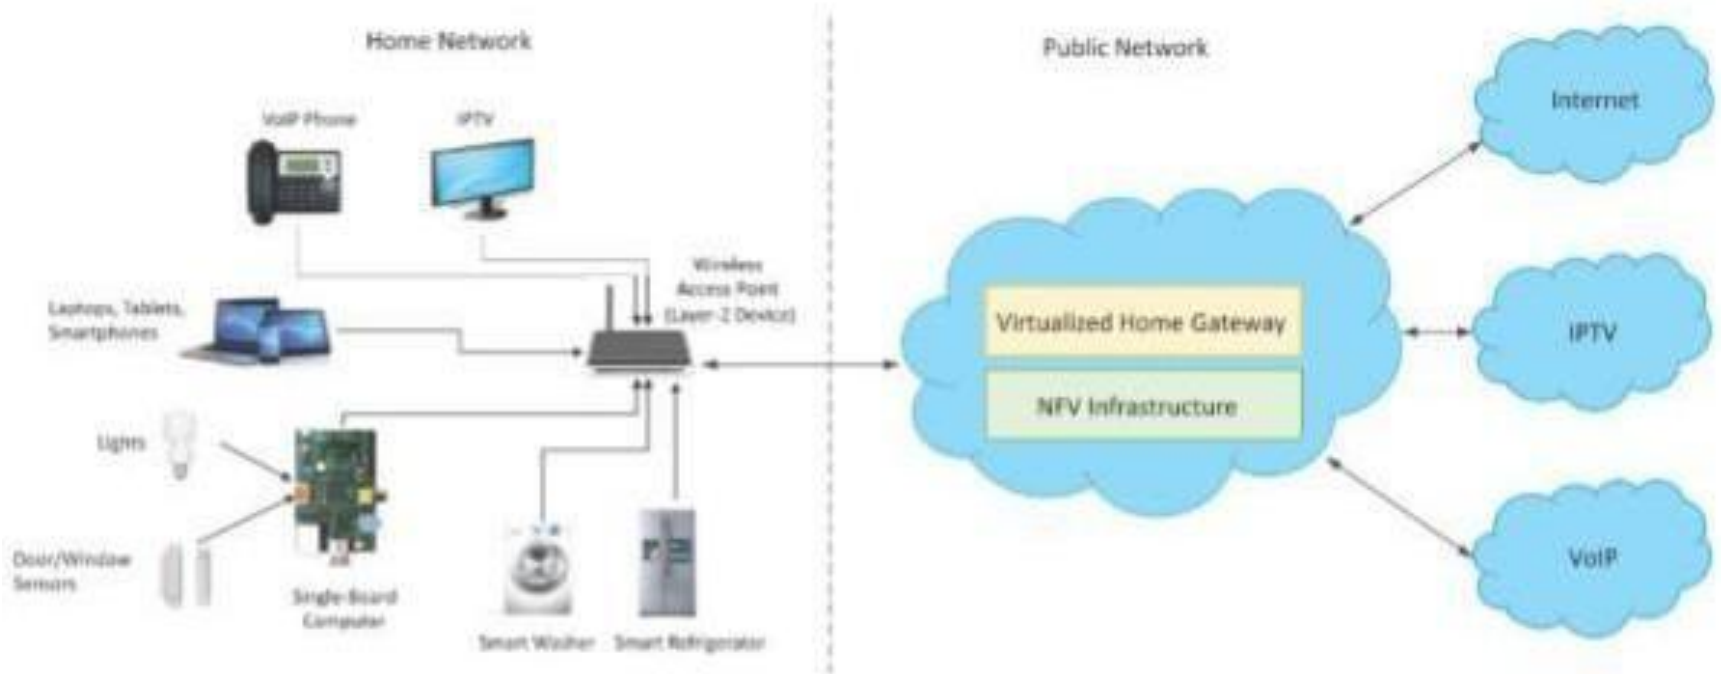 Home Network
Public Network
VoIP Phone
IPTV
Wireless
Access Point
(Layer-2 Device)
Laptops, Tablets,
Smartphones
Lights
Door/Window
Sensors
Single-Board
Computer
Smart Washer
Smart Refrigerator
Virtualized Home Gateway
NFV Infrastructure
Internet
IPTV
VoIP